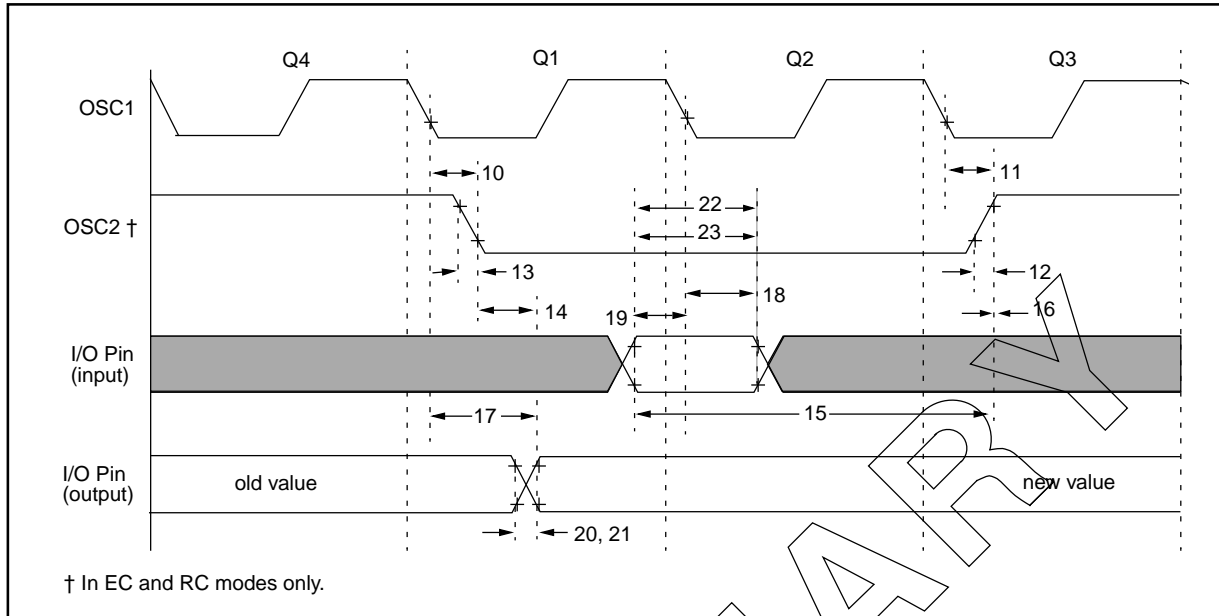 Q4 Q1 Q2 Q3
OSC1
10
11
22
OSC2 †
23
13
12
18
14
19
16
I/O Pin
(input)
17
15
I/O Pin
(output)
old value
new value
20, 21
† In EC and RC modes only.
A R Y